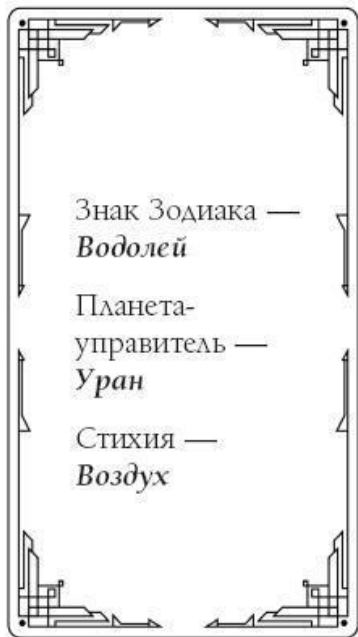 Знак Зодиака —
Водолей
Планета-
управитель —
Уран
Стихия —
Воздух